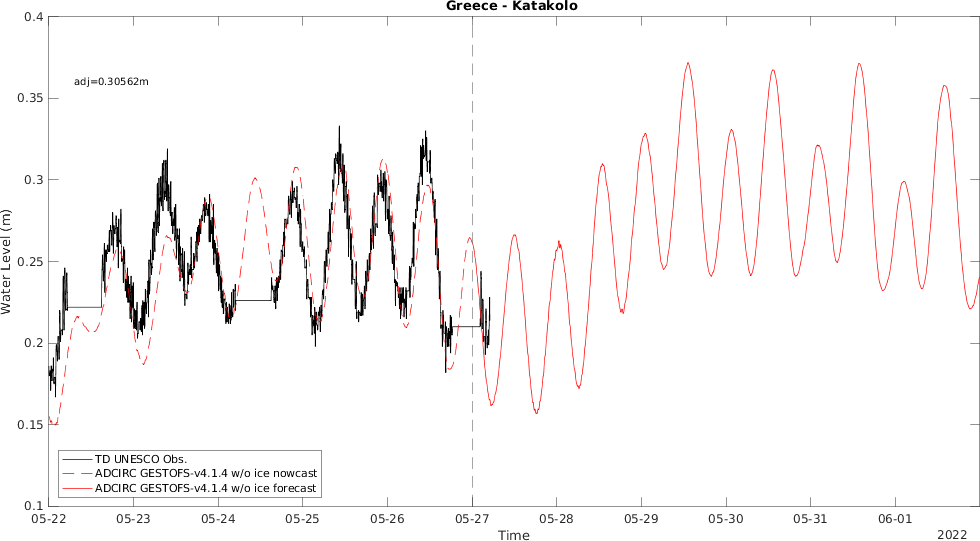 Greece - Katakolo
adj=0.30562m
Water Level (m)
0.4
0.35
0.3
0.25
0.2
0.15
0.1
TD UNESCO Obs.
ADCIRC GESTOFS-v4.1.4 w/o ice nowcast
ADCIRC GESTOFS-v4.1.4 w/o ice forecast
05-22 05-23 05-24 05-25 05-26 05-27 05-28 05-29 05-30 05-31 06-01
Time
2022